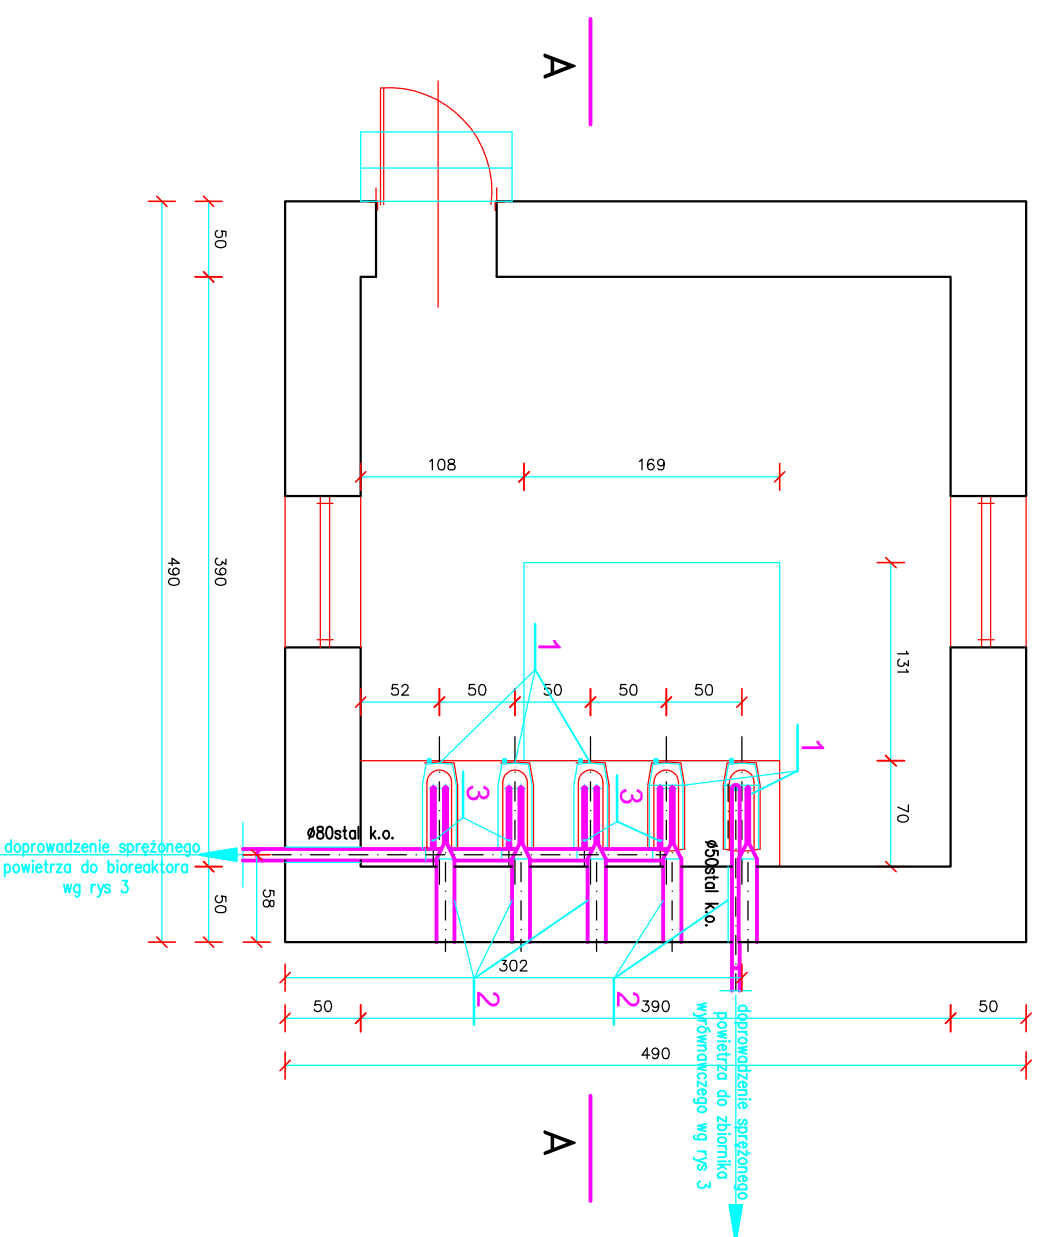 A
50
108
169
490
390
131
1
52
50
50
50
50
1
3
3
70
ø80stal k.o.
ø50stal k.o.
doprowadzenie sprężonego
powietrza do bioreaktora
wg rys 3
50
58
302
2
2
50
390
50
490
doprowadzenie sprężonego
powietrza do zbiornika
wyrównawczego wg rys 3
A